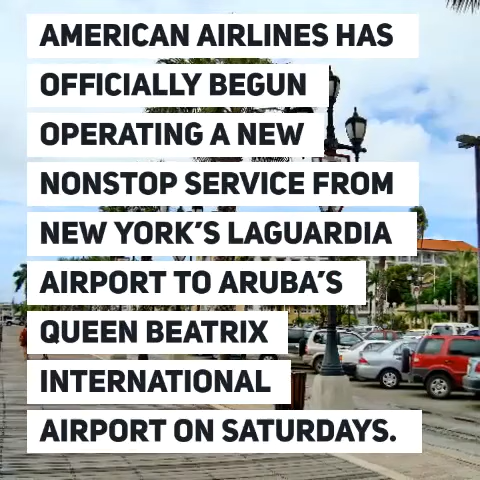 AMERICAN AIRLINES HAS
OFFICIALLY BEGUN
OPERATING A NEW
NONSTOP SERVICE FROM
NEW YORK'S LAGUARDIA
AIRPORT TO ARUBA'S
QUEEN BEATRIX
INTERNATIONAL
AIRPORT ON SATURDAYS.